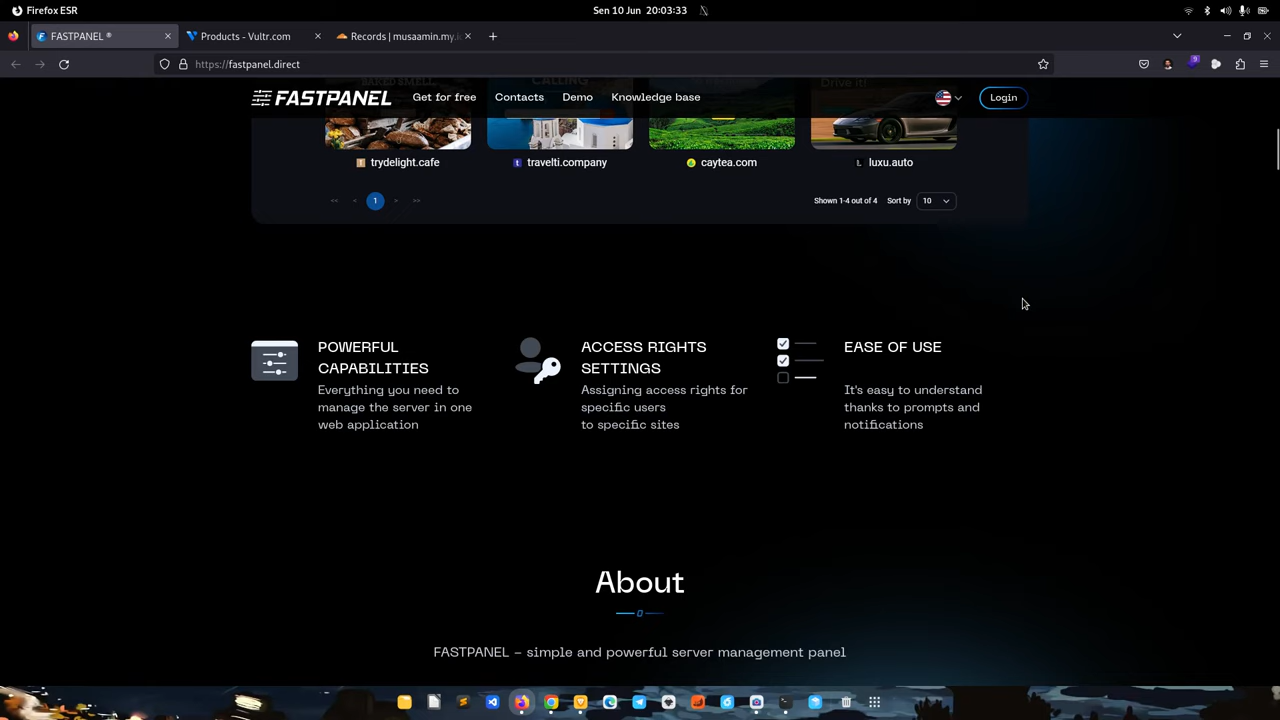 Firefox ESR
Sen 10 Jun 20:03:33
FASTPANEL ®
Products - Vultr.com
Records | musaamin.my.i
https://fastpanel.direct
CALLING
Drive it!
FASTPANEL
Get for free
Contacts
Demo
Knowledge base
Login
trydelight.cafe
travelti.company
caytea.com
luxu.auto
<< < 1 > >>
Shown 1-4 out of 4
Sort by
10
POWERFUL
CAPABILITIES
Everything you need to
manage the server in one
web application
ACCESS RIGHTS
SETTINGS
Assigning access rights for
specific users
to specific sites
EASE OF USE
It's easy to understand
thanks to prompts and
notifications
About
FASTPANEL – simple and powerful server management panel